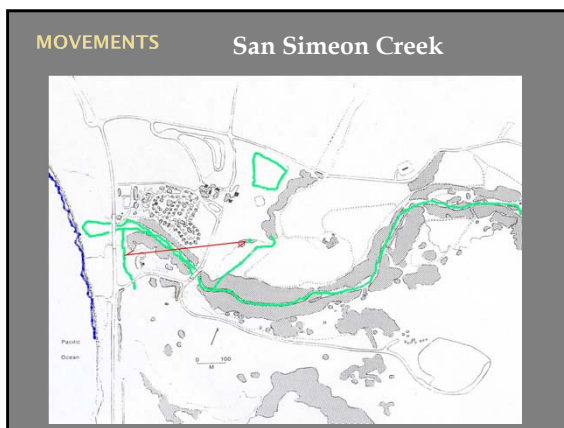 MOVEMENTS
San Simeon Creek
Pacific
Ocean
0 100
M